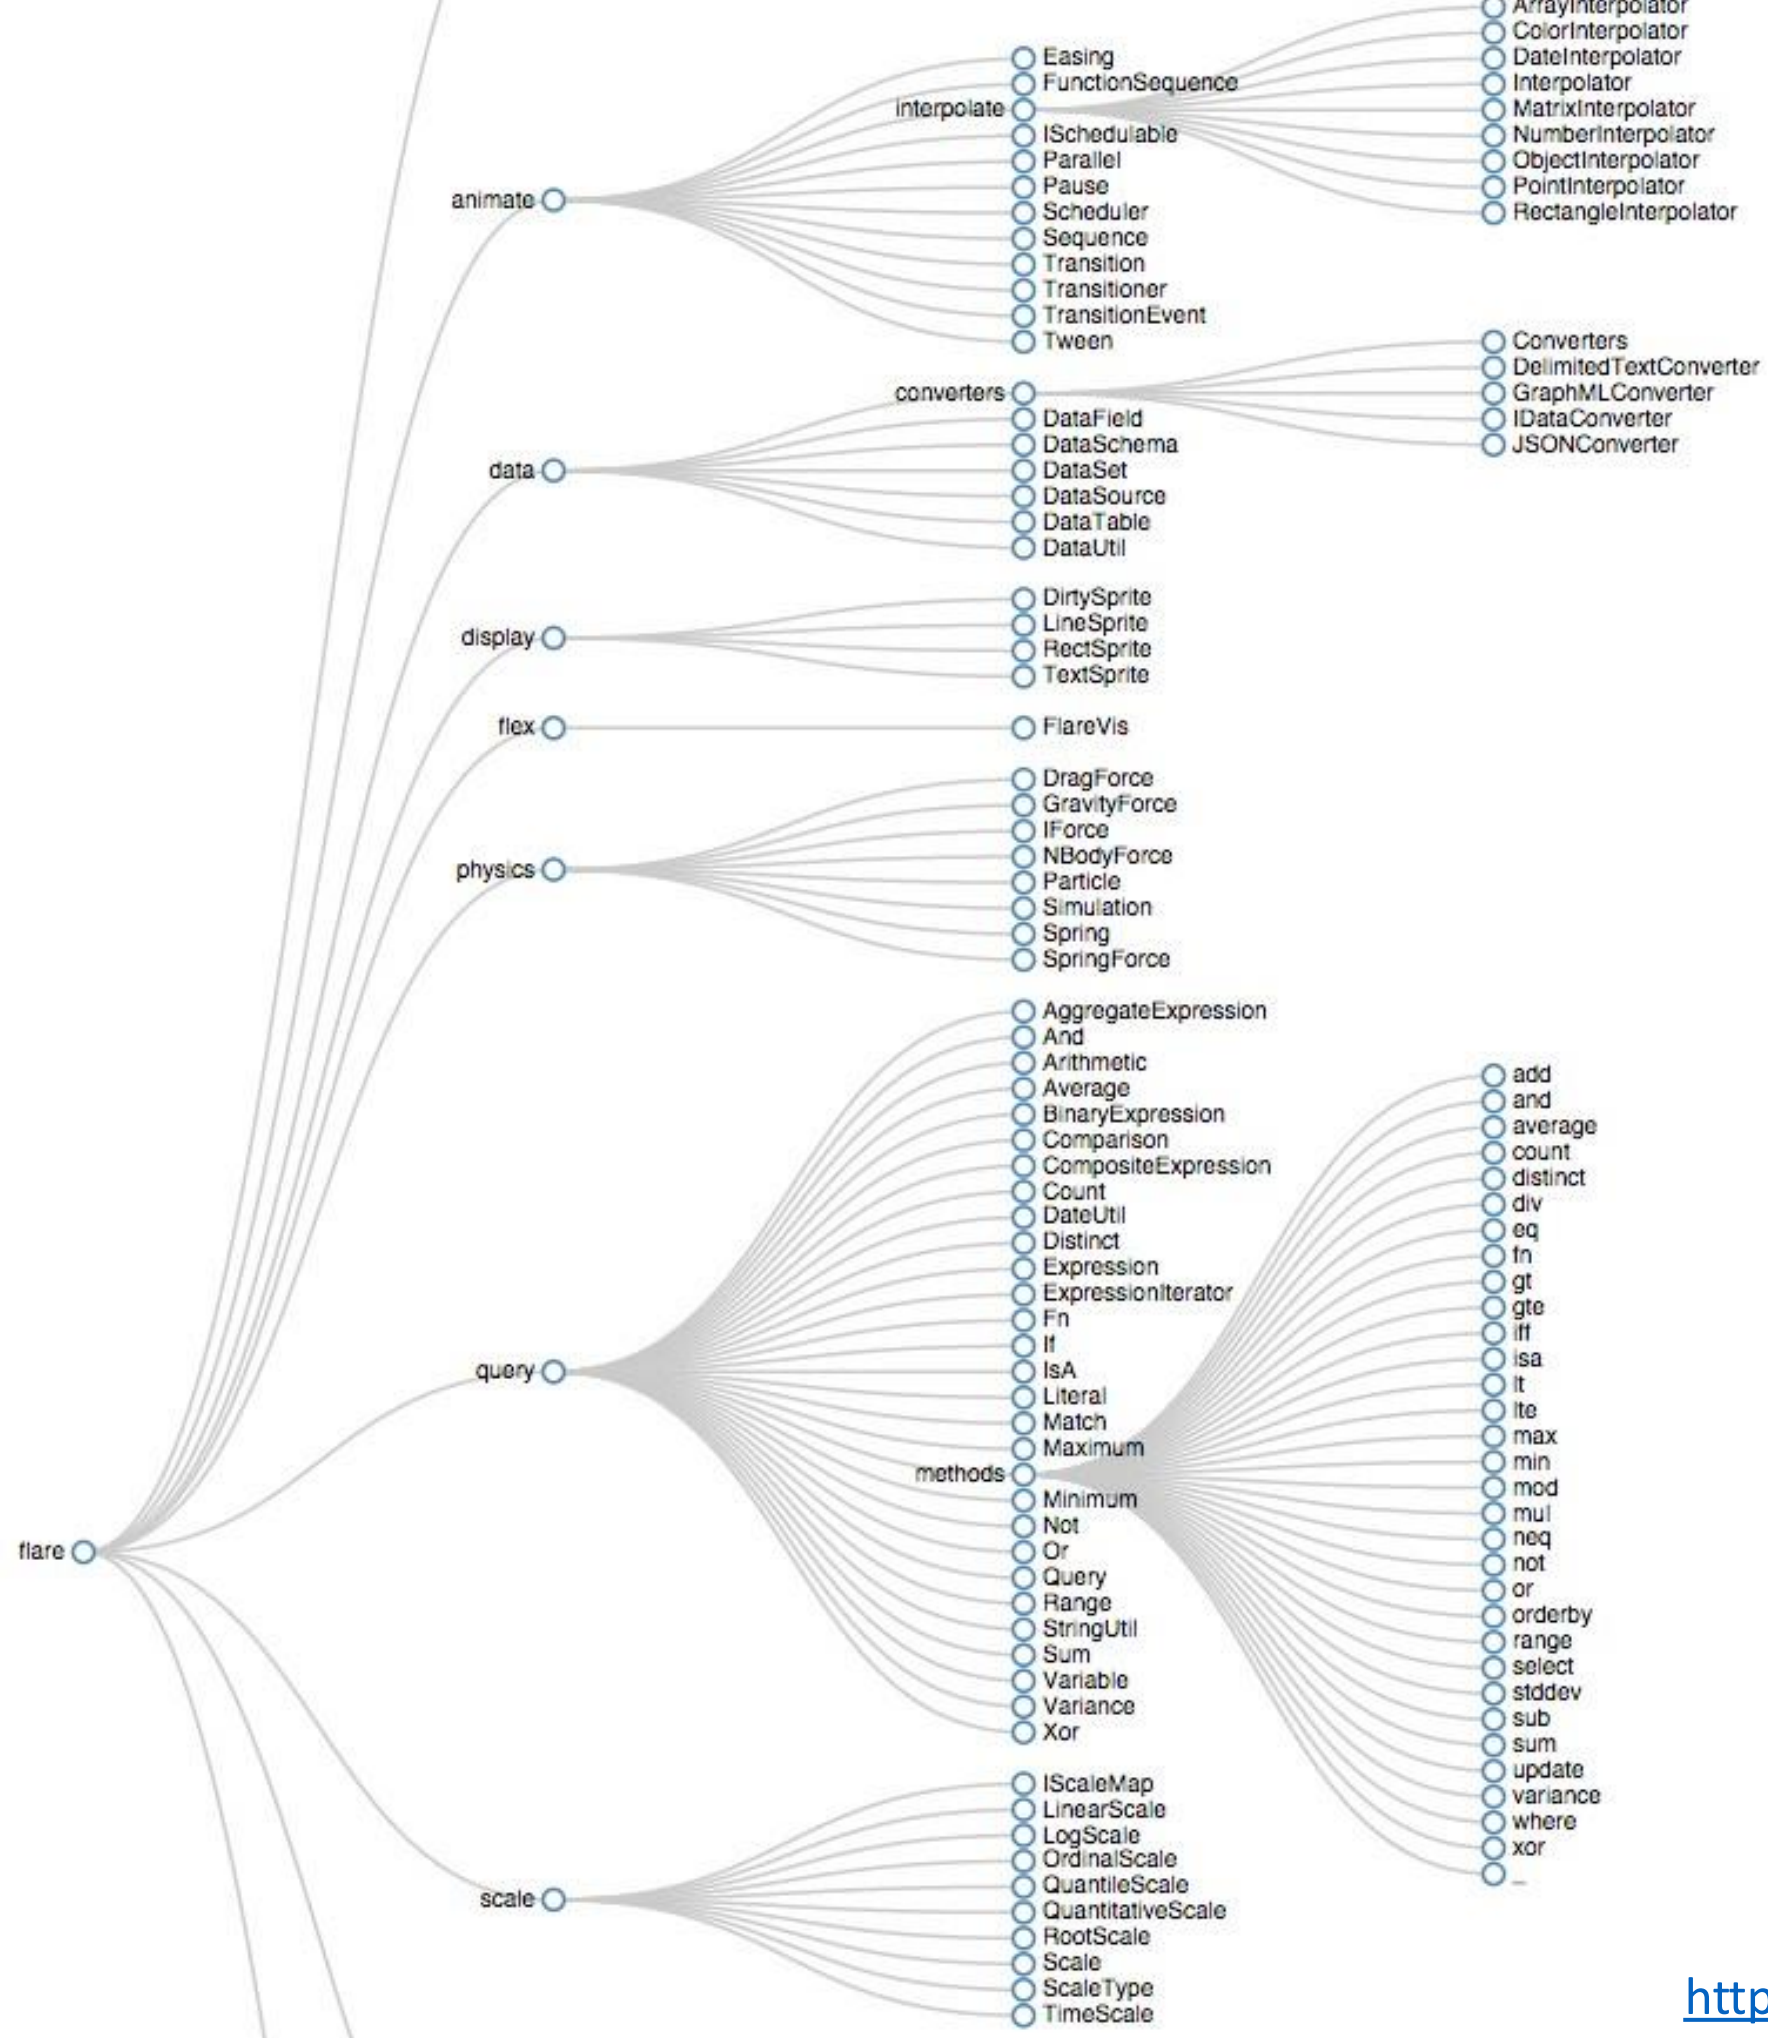 flare
animate
Easing
FunctionSequence
interpolate
ArrayInterpolator
ColorInterpolator
DateInterpolator
Interpolator
MatrixInterpolator
NumberInterpolator
ObjectInterpolator
PointInterpolator
RectangleInterpolator
ISchedulable
Parallel
Pause
Scheduler
Sequence
Transition
Transitioner
TransitionEvent
Tween
data
converters
Converters
DelimitedTextConverter
GraphMLConverter
IDataConverter
JSONConverter
DataField
DataSchema
DataSet
DataSource
DataTable
DataUtil
display
DirtySprite
LineSprite
RectSprite
TextSprite
flex
FlareVis
physics
DragForce
GravityForce
IForce
NBodyForce
Particle
Simulation
Spring
SpringForce
query
AggregateExpression
And
Arithmetic
Average
BinaryExpression
Comparison
CompositeExpression
Count
DateUtil
Distinct
Expression
ExpressionIterator
Fn
If
IsA
Literal
Match
Maximum
methods
add
and
average
count
distinct
div
eq
fn
gt
gte
iff
isa
lt
lte
max
min
mod
mul
neq
not
or
orderby
range
select
stddev
sub
sum
update
variance
where
xor
_
Minimum
Not
Or
Query
Range
StringUtil
Sum
Variable
Variance
Xor
scale
IScaleMap
LinearScale
LogScale
OrdinalScale
QuantileScale
QuantitativeScale
RootScale
Scale
ScaleType
TimeScale
http